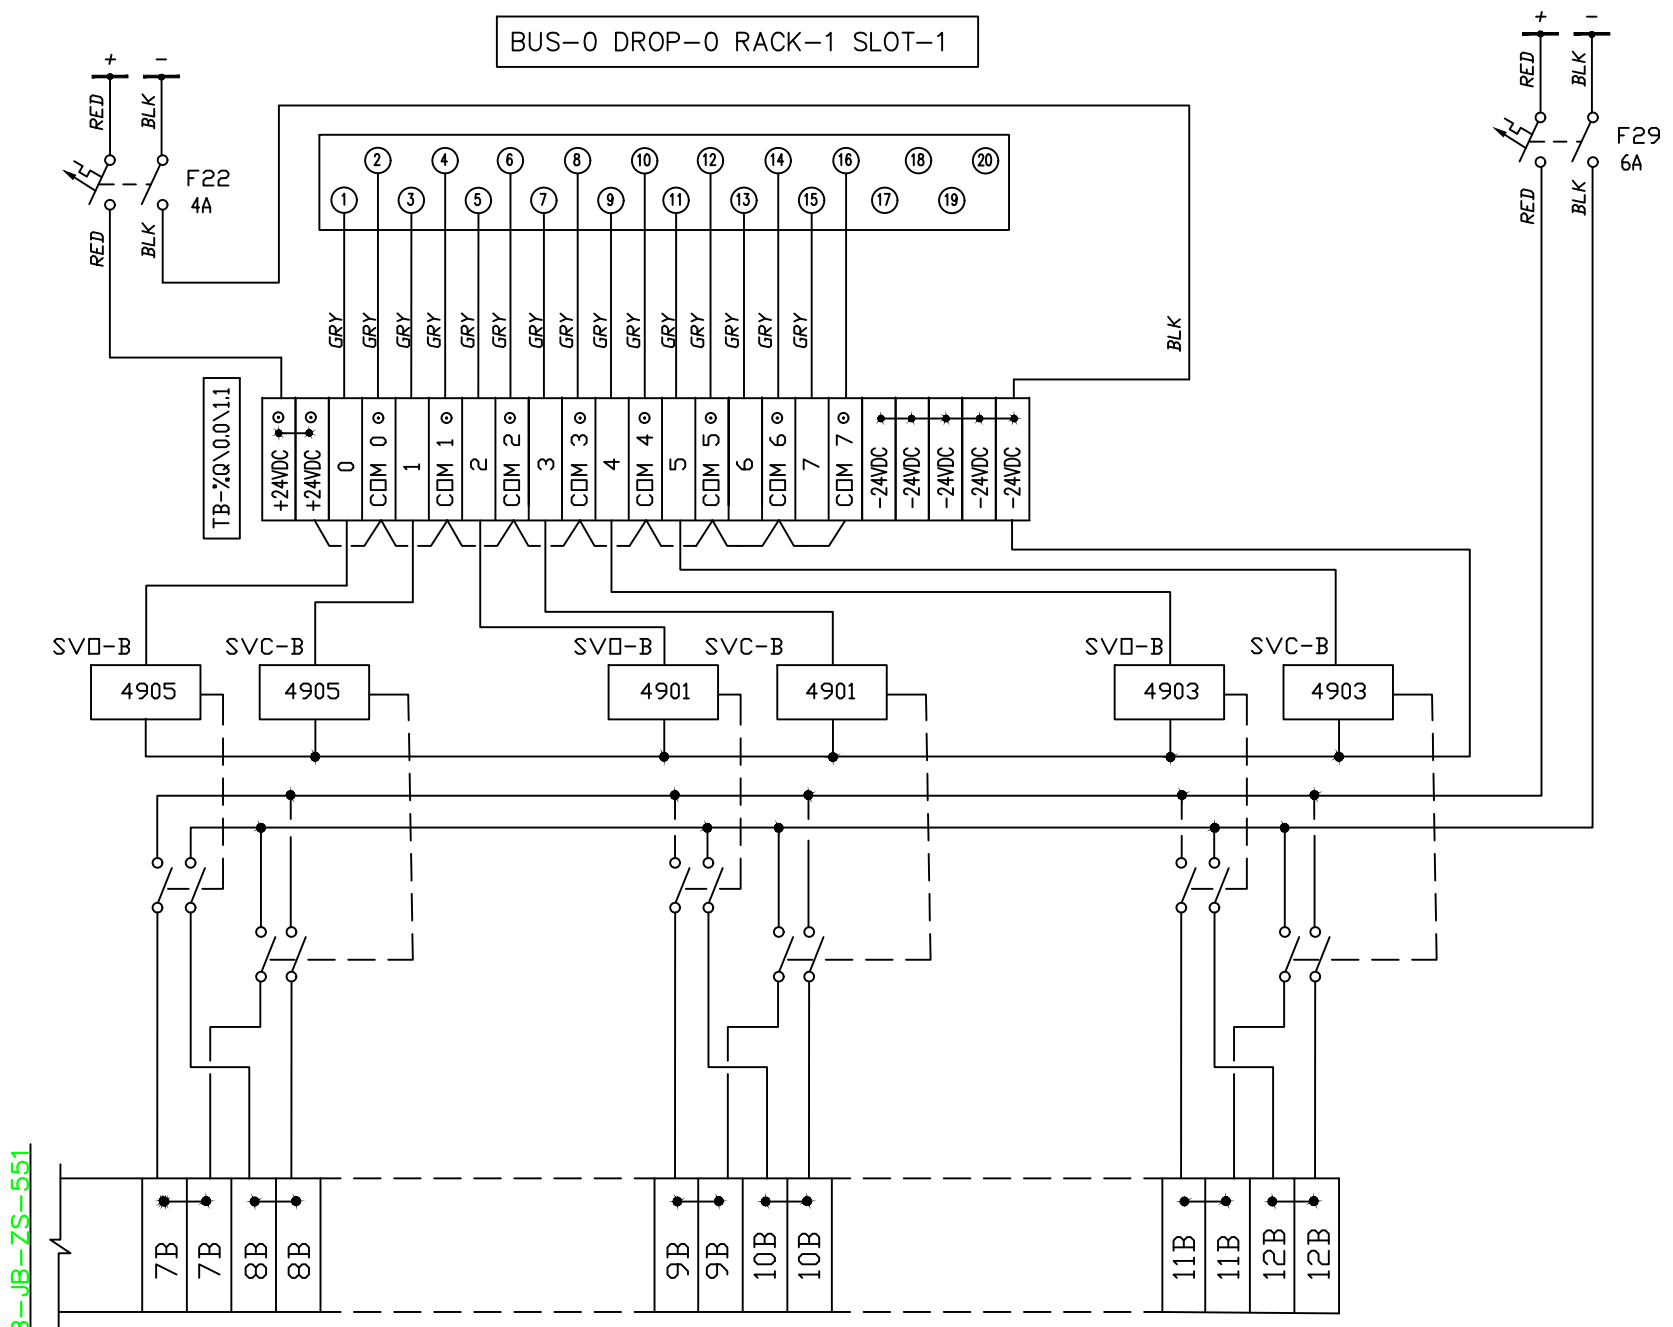 BUS-0 DROP-0 RACK-1 SLOT-1
+ -
RED BLK
F22
4A
RED BLK
+ -
RED BLK
F29
6A
RED BLK
2 4 6 8 10 12 14 16 18 20
1 3 5 7 9 11 13 15 17 19
GRY GRY GRY GRY GRY GRY GRY GRY GRY GRY GRY GRY GRY GRY GRY
BLK
TB-%Q\0.0\1.1
+24VDC +24VDC 0 COM 0 1 COM 1 2 COM 2 3 COM 3 4 COM 4 5 COM 5 6 COM 6 7 COM 7 -24VDC -24VDC -24VDC -24VDC -24VDC
SVO-B SVC-B SVO-B SVC-B SVO-B SVC-B
4905 4905 4901 4901 4903 4903
-JB-ZS-551
7B 7B 8B 8B 9B 9B 10B 10B 11B 11B 12B 12B